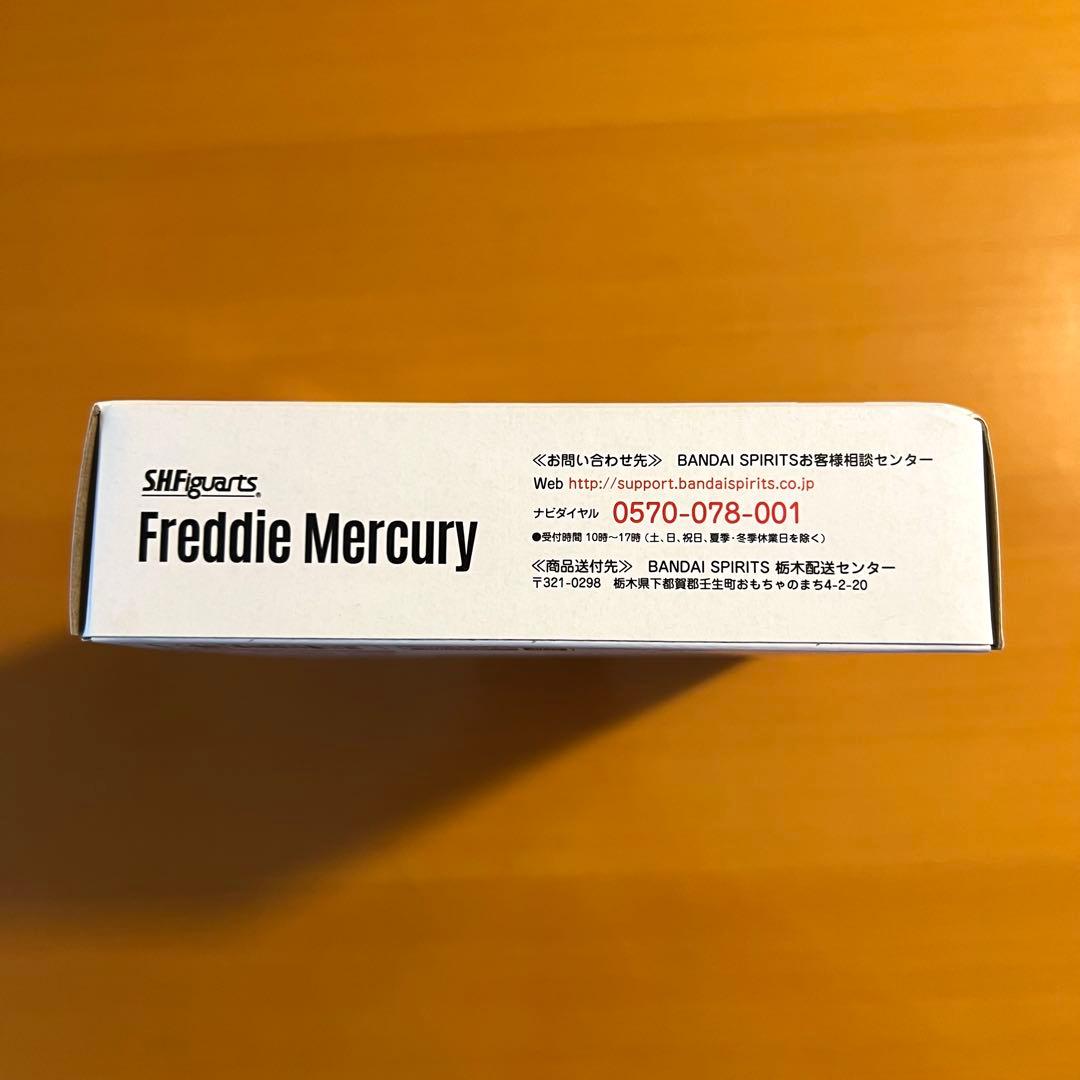 S.H.Figuarts®
Freddie Mercury
≪お問い合わせ先≫ BANDAI SPIRITSお客様相談センター
Web http://support.bandaispirits.co.jp
ナビダイヤル 0570-078-001
●受付時間 10時〜17時（土、日、祝日、夏季・冬季休業日を除く）
≪商品送付先≫ BANDAI SPIRITS 栃木配送センター
〒321-0298 栃木県下都賀郡壬生町おもちゃのまち4-2-20